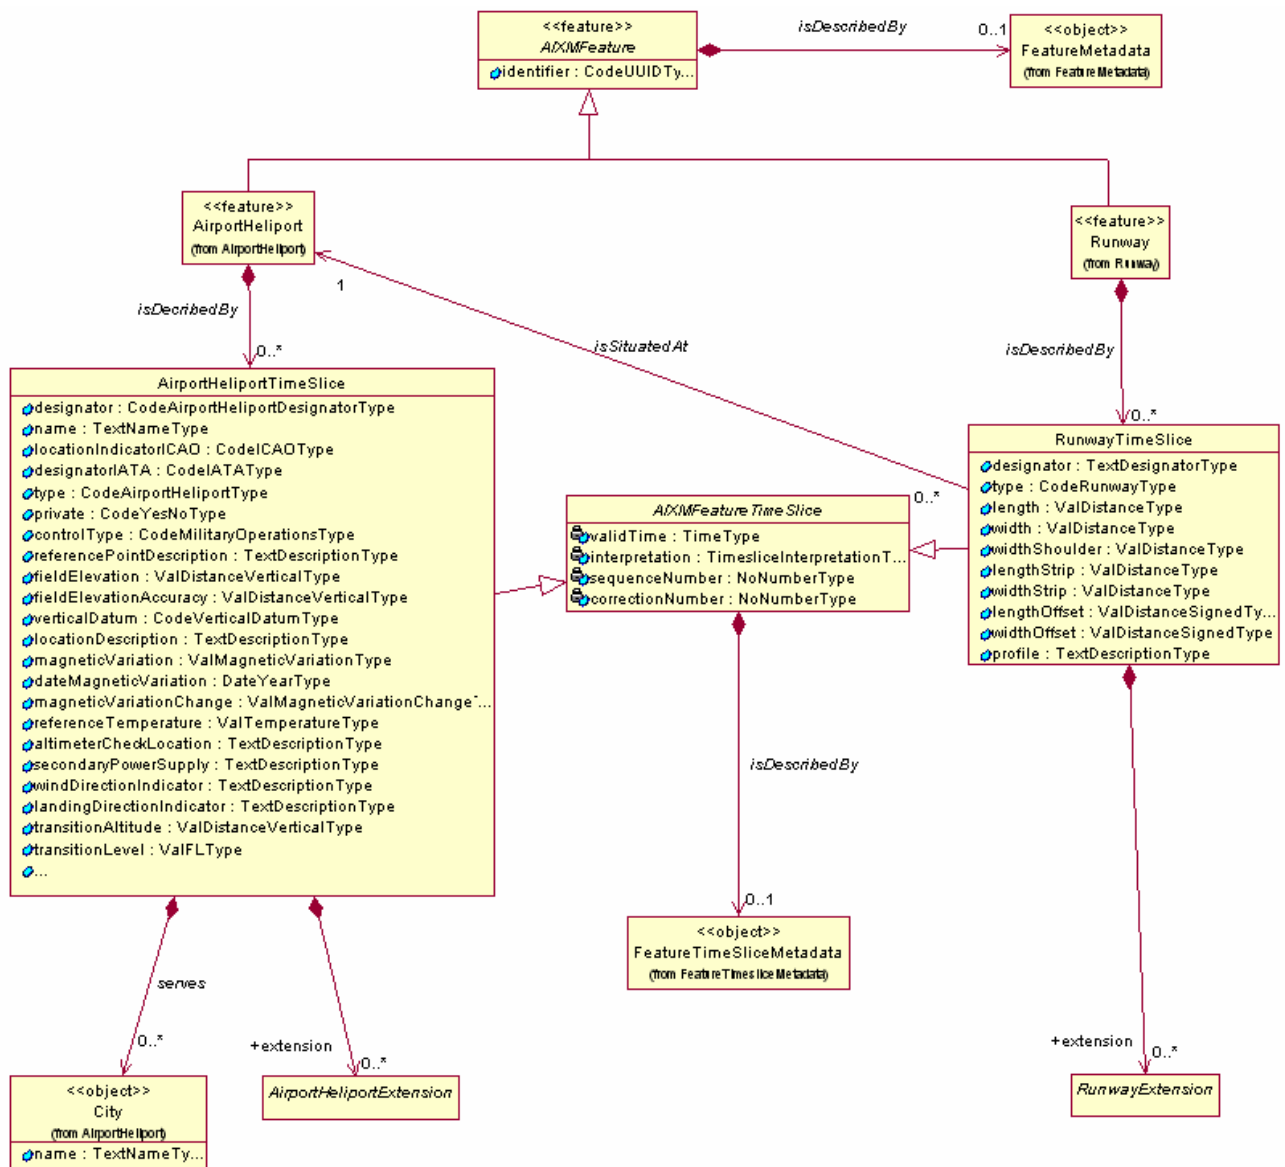 <<feature>>
AIXMFeature
identifier : CodeUUIDTy...
isDescribedBy
0..1
<<object>>
FeatureMetadata
(from FeatureMetadata)
<<feature>>
AirportHeliport
(from AirportHeliport)
<<feature>>
Runway
(from Runway)
1
isDecribedBy
0..*
isSituatedAt
isDescribedBy
0..*
AirportHeliportTimeSlice
designator : CodeAirportHeliportDesignatorType
name : TextNameType
locationIndicatorICAO : CodeICAOType
designatorIATA : CodeIATAType
type : CodeAirportHeliportType
private : CodeYesNoType
controlType : CodeMilitaryOperationsType
referencePointDescription : TextDescriptionType
fieldElevation : ValDistanceVerticalType
fieldElevationAccuracy : ValDistanceVerticalType
verticalDatum : CodeVerticalDatumType
locationDescription : TextDescriptionType
magneticVariation : ValMagneticVariationType
dateMagneticVariation : DateYearType
magneticVariationChange : ValMagneticVariationChangeT...
referenceTemperature : ValTemperatureType
altimeterCheckLocation : TextDescriptionType
secondaryPowerSupply : TextDescriptionType
windDirectionIndicator : TextDescriptionType
landingDirectionIndicator : TextDescriptionType
transitionAltitude : ValDistanceVerticalType
transitionLevel : ValFLType
...
AIXMFeatureTimeSlice
validTime : TimeType
interpretation : TimesliceInterpretationT...
sequenceNumber : NoNumberType
correctionNumber : NoNumberType
0..*
RunwayTimeSlice
designator : TextDesignatorType
type : CodeRunwayType
length : ValDistanceType
width : ValDistanceType
widthShoulder : ValDistanceType
lengthStrip : ValDistanceType
widthStrip : ValDistanceType
lengthOffset : ValDistanceSignedTy...
widthOffset : ValDistanceSignedType
profile : TextDescriptionType
isDescribedBy
0..1
<<object>>
FeatureTimeSliceMetadata
(from FeatureTimesliceMetadata)
serves
0..*
+extension
0..*
+extension
0..*
<<object>>
City
(from AirportHeliport)
name : TextNameTy...
AirportHeliportExtension
RunwayExtension